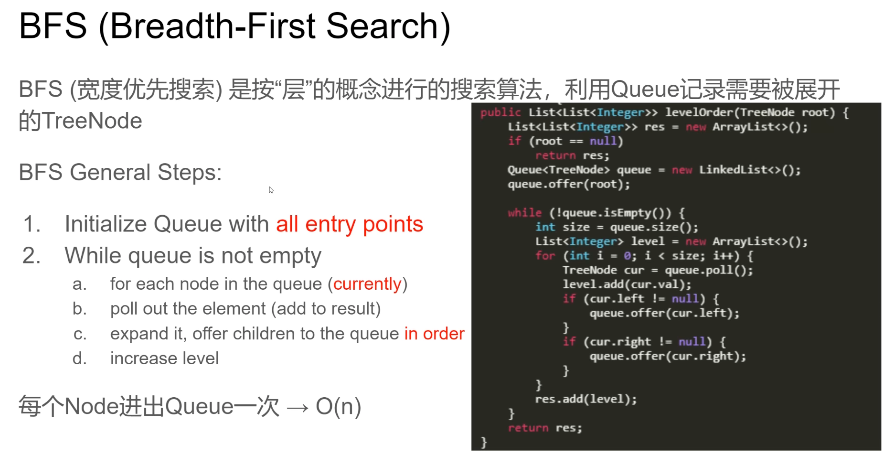 BFS (Breadth-First Search)
BFS (宽度优先搜索) 是按“层”的概念进行的搜索算法，利用Queue记录需要被展开
的TreeNode
BFS General Steps:
1. Initialize Queue with all entry points
2. While queue is not empty
a. for each node in the queue (currently)
b. poll out the element (add to result)
c. expand it, offer children to the queue in order
d. increase level
每个Node进出Queue一次 → O(n)
public List<List<Integer>> levelOrder(TreeNode root) {
List<List<Integer>> res = new ArrayList<>();
if (root == null)
return res;
Queue<TreeNode> queue = new LinkedList<>();
queue.offer(root);
while (!queue.isEmpty()) {
int size = queue.size();
List<Integer> level = new ArrayList<>();
for (int i = 0; i < size; i++) {
TreeNode cur = queue.poll();
level.add(cur.val);
if (cur.left != null) {
queue.offer(cur.left);
}
if (cur.right != null) {
queue.offer(cur.right);
}
}
res.add(level);
}
return res;
}